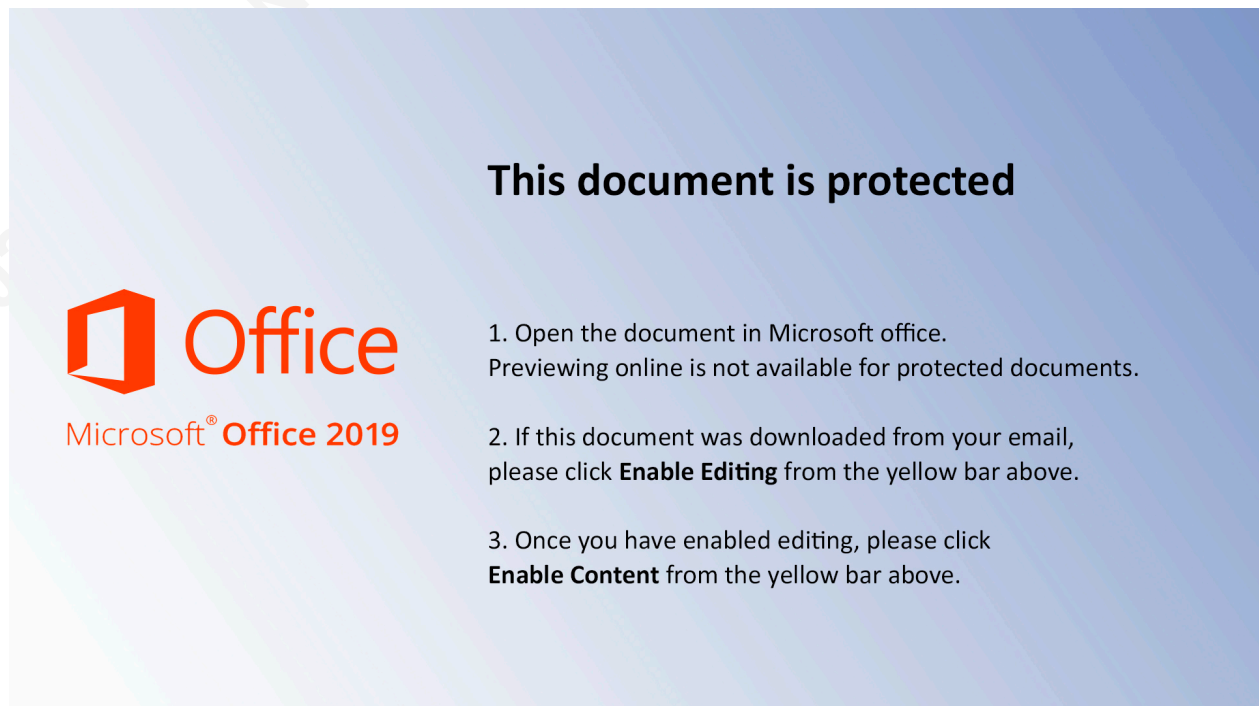 This document is protected
Office
Microsoft® Office 2019
1. Open the document in Microsoft office.
Previewing online is not available for protected documents.
2. If this document was downloaded from your email,
please click Enable Editing from the yellow bar above.
3. Once you have enabled editing, please click
Enable Content from the yellow bar above.